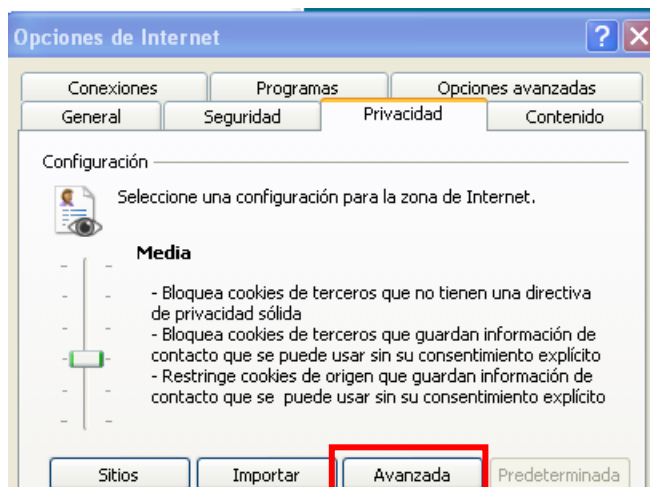 Opciones de Internet
Conexiones Programas Opciones avanzadas
General Seguridad Privacidad Contenido
Configuración
Seleccione una configuración para la zona de Internet.
Media
- Bloquea cookies de terceros que no tienen una directiva
de privacidad sólida
- Bloquea cookies de terceros que guardan información de
contacto que se puede usar sin su consentimiento explícito
- Restringe cookies de origen que guardan información de
contacto que se puede usar sin su consentimiento explícito
Sitios Importar Avanzada Predeterminada